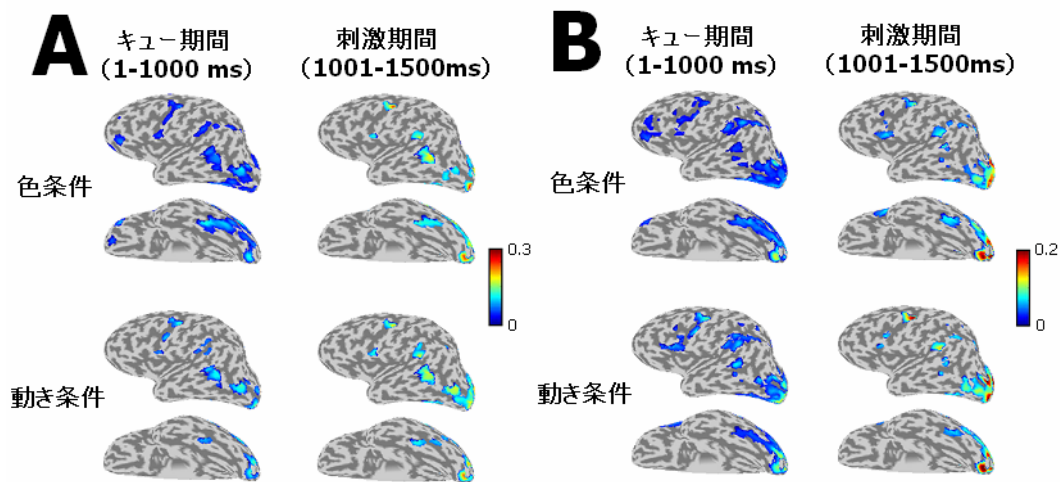 A
キュー期間
(1-1000 ms)
刺激期間
(1001-1500ms)
色条件
動き条件
0.3
0
B
キュー期間
(1-1000 ms)
刺激期間
(1001-1500ms)
色条件
動き条件
0.2
0